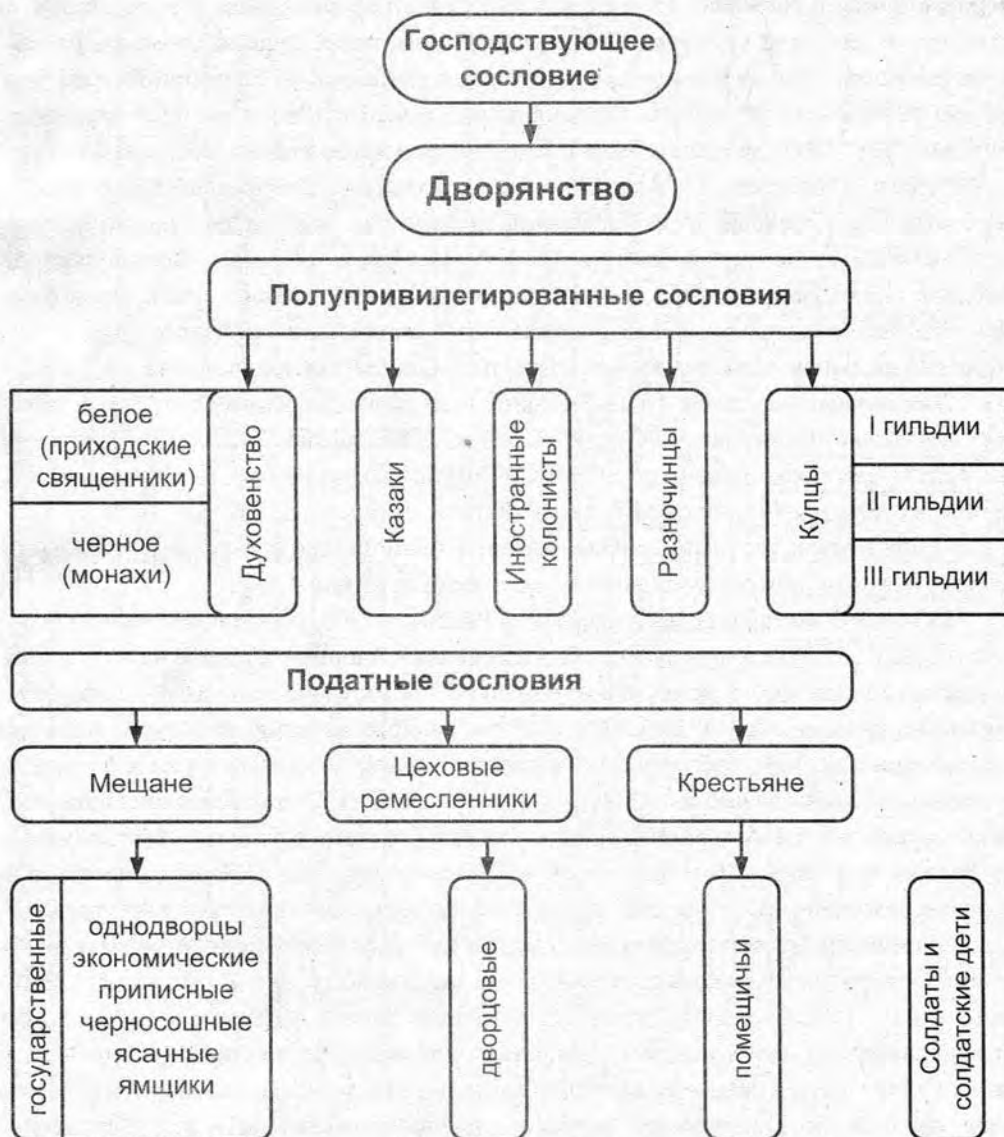 Господствующее
сословие
Дворянство
Полупривилегированные сословия
белое
(приходские
священники)
черное
(монахи)
Духовенство
Казаки
Иностранные
колонисты
Разночинцы
Купцы
I гильдии
II гильдии
III гильдии
Податные сословия
Мещане
Цеховые
ремесленники
Крестьяне
государственные
однодворцы
экономические
приписные
черносошные
ясачные
ямщики
дворцовые
помещичьи
Солдаты и
солдатские дети